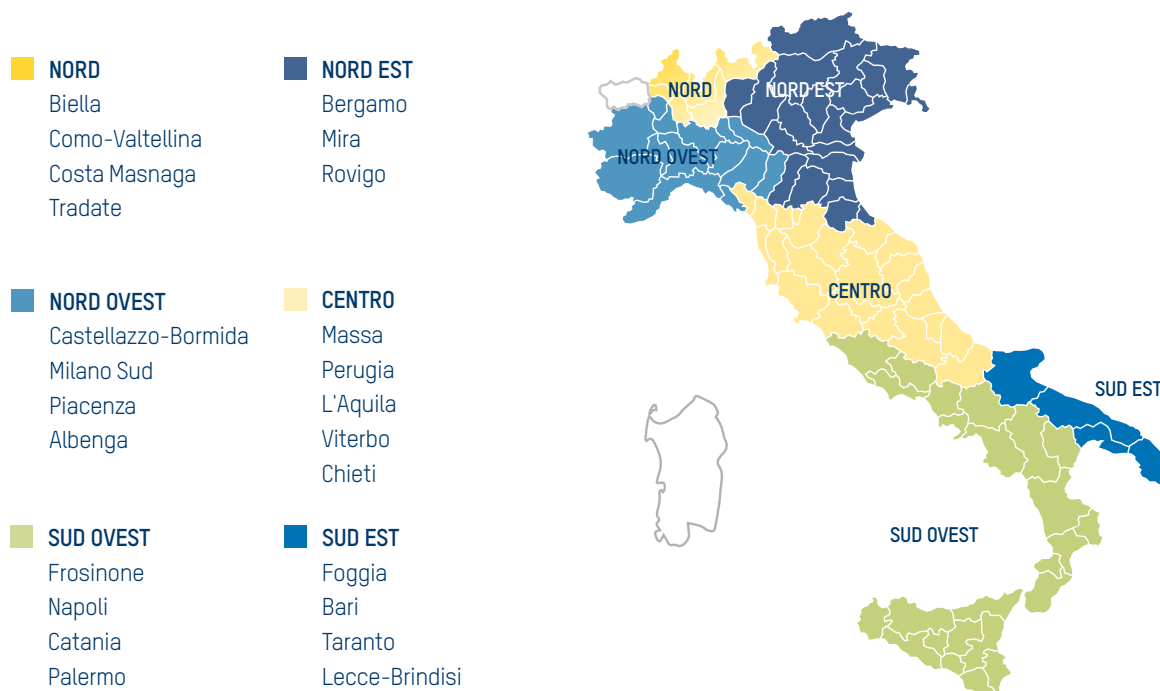 NORD
Biella
Como-Valtellina
Costa Masnaga
Tradate
NORD EST
Bergamo
Mira
Rovigo
NORD OVEST
Castellazzo-Bormida
Milano Sud
Piacenza
Albenga
CENTRO
Massa
Perugia
L'Aquila
Viterbo
Chieti
SUD OVEST
Frosinone
Napoli
Catania
Palermo
SUD EST
Foggia
Bari
Taranto
Lecce-Brindisi
NORD
NORD EST
NORD OVEST
CENTRO
SUD EST
SUD OVEST